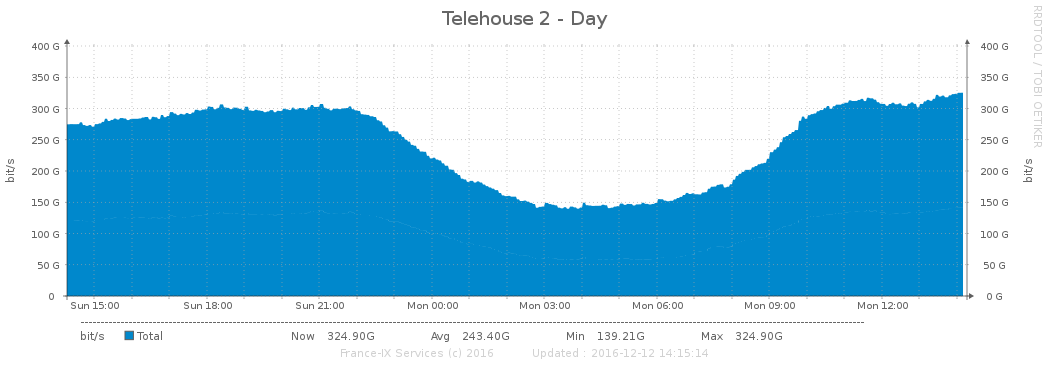 Telehouse 2 - Day
RRDTOOL / TOBI OETIKER
400 G 400 G
350 G 350 G
300 G 300 G
250 G 250 G
200 G 200 G
150 G 150 G
100 G 100 G
50 G 50 G
0 0 G
bit/s bit/s
Sun 15:00 Sun 18:00 Sun 21:00 Mon 00:00 Mon 03:00 Mon 06:00 Mon 09:00 Mon 12:00
bit/s Total Now 324.90G Avg 243.40G Min 139.21G Max 324.90G
France-IX Services (c) 2016 Updated : 2016-12-12 14:15:14